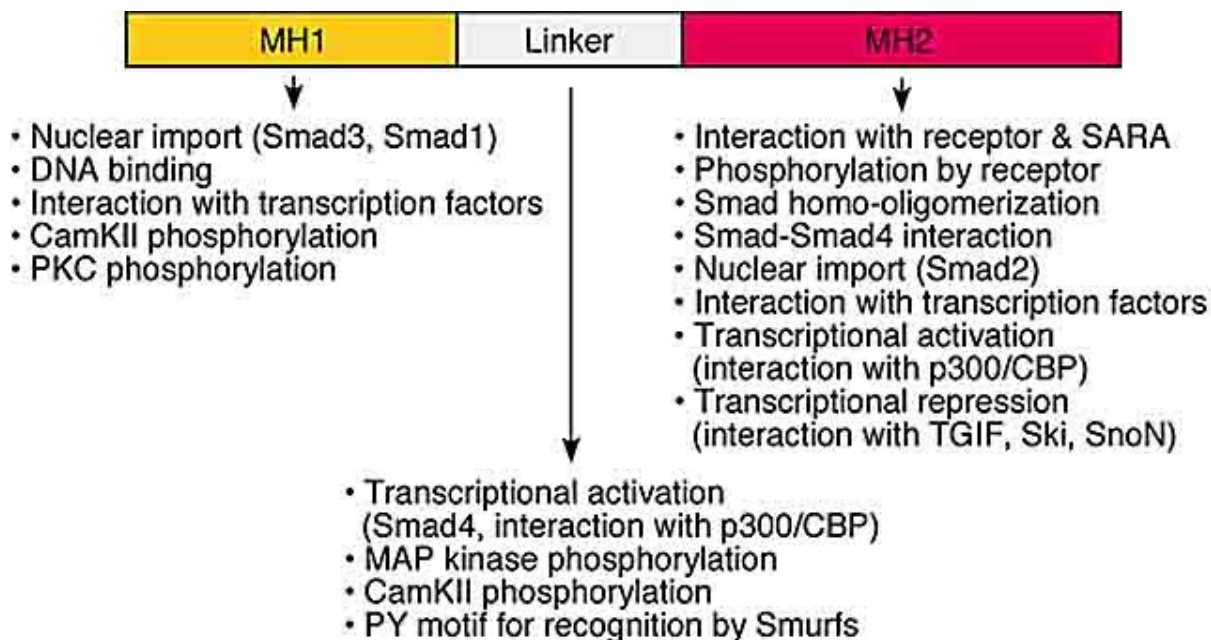 MH1
Linker
MH2
• Nuclear import (Smad3, Smad1)
• DNA binding
• Interaction with transcription factors
• CamKII phosphorylation
• PKC phosphorylation
• Interaction with receptor & SARA
• Phosphorylation by receptor
• Smad homo-oligomerization
• Smad-Smad4 interaction
• Nuclear import (Smad2)
• Interaction with transcription factors
• Transcriptional activation
(interaction with p300/CBP)
• Transcriptional repression
(interaction with TGIF, Ski, SnoN)
• Transcriptional activation
(Smad4, interaction with p300/CBP)
• MAP kinase phosphorylation
• CamKII phosphorylation
• PY motif for recognition by Smurfs